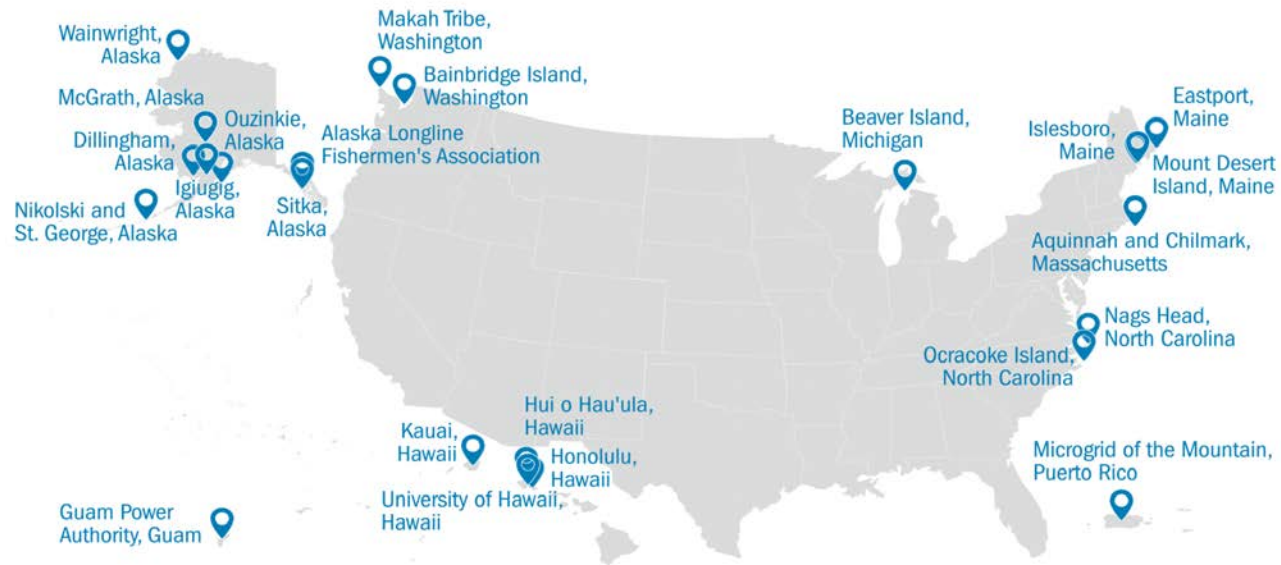 Makah Tribe,
Washington
Wainwright,
Alaska
Bainbridge Island,
Washington
McGrath, Alaska
Ouzinkie,
Alaska
Dillingham,
Alaska
Alaska Longline
Fishermen's Association
Igiugig,
Alaska
Sitka,
Alaska
Nikolski and
St. George, Alaska
Beaver Island,
Michigan
Eastport,
Maine
Islesboro,
Maine
Mount Desert
Island, Maine
Aquinnah and Chilmark,
Massachusetts
Nags Head,
North Carolina
Ocracoke Island,
North Carolina
Hui o Hau'ula,
Hawaii
Kauai,
Hawaii
Honolulu,
Hawaii
University of Hawaii,
Hawaii
Microgrid of the Mountain,
Puerto Rico
Guam Power
Authority, Guam